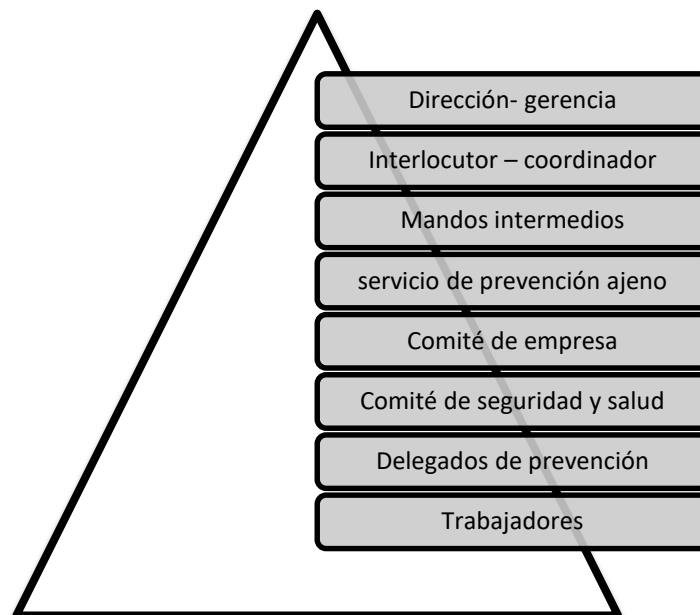 Dirección- gerencia
Interlocutor – coordinador
Mandos intermedios
servicio de prevención ajeno
Comité de empresa
Comité de seguridad y salud
Delegados de prevención
Trabajadores